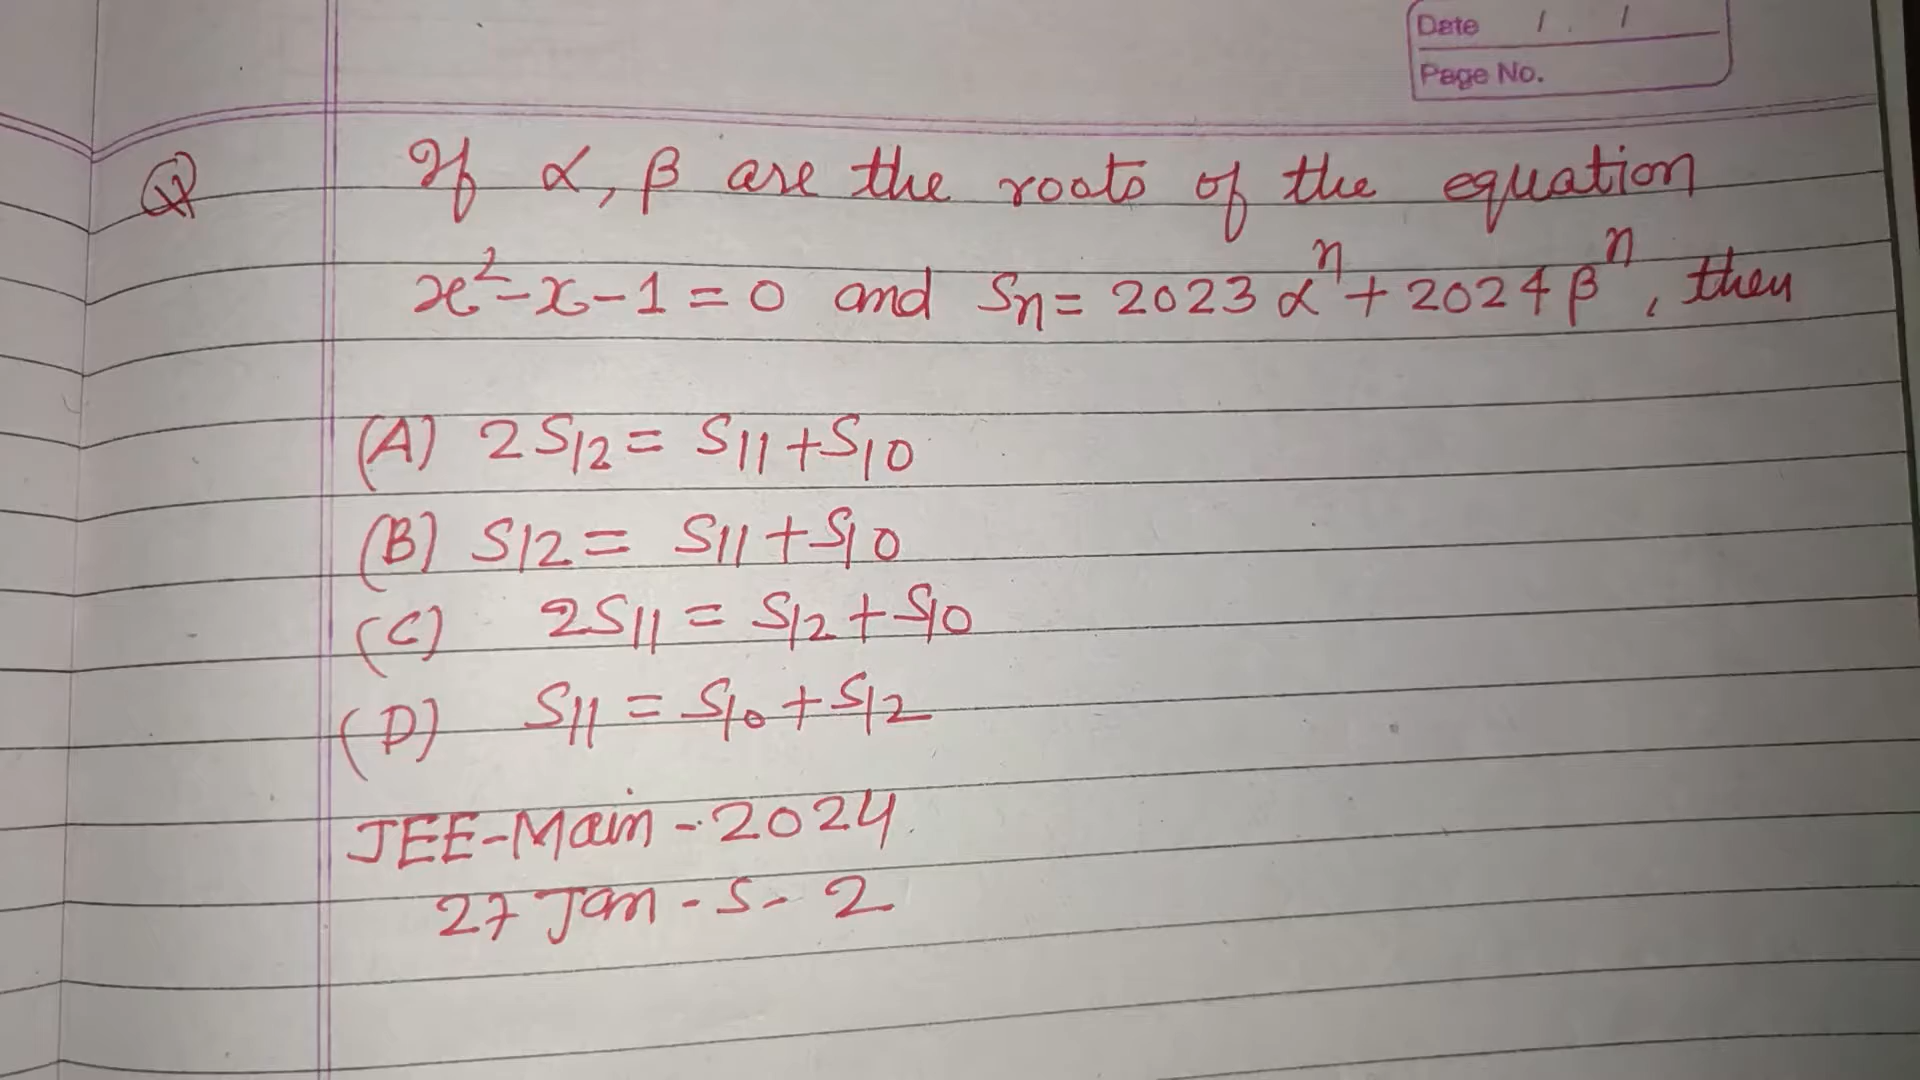 Date / . /
Page No.
Q If α, β are the roots of the equation
x²-x-1=0 and Sn= 2023 αⁿ + 2024 βⁿ, then
(A) 2S12 = S11 + S10
(B) S12 = S11 + S10
(C) 2S11 = S12 + S10
(D) S11 = S10 + S12
JEE-Main-2024
27 Jan - S- 2